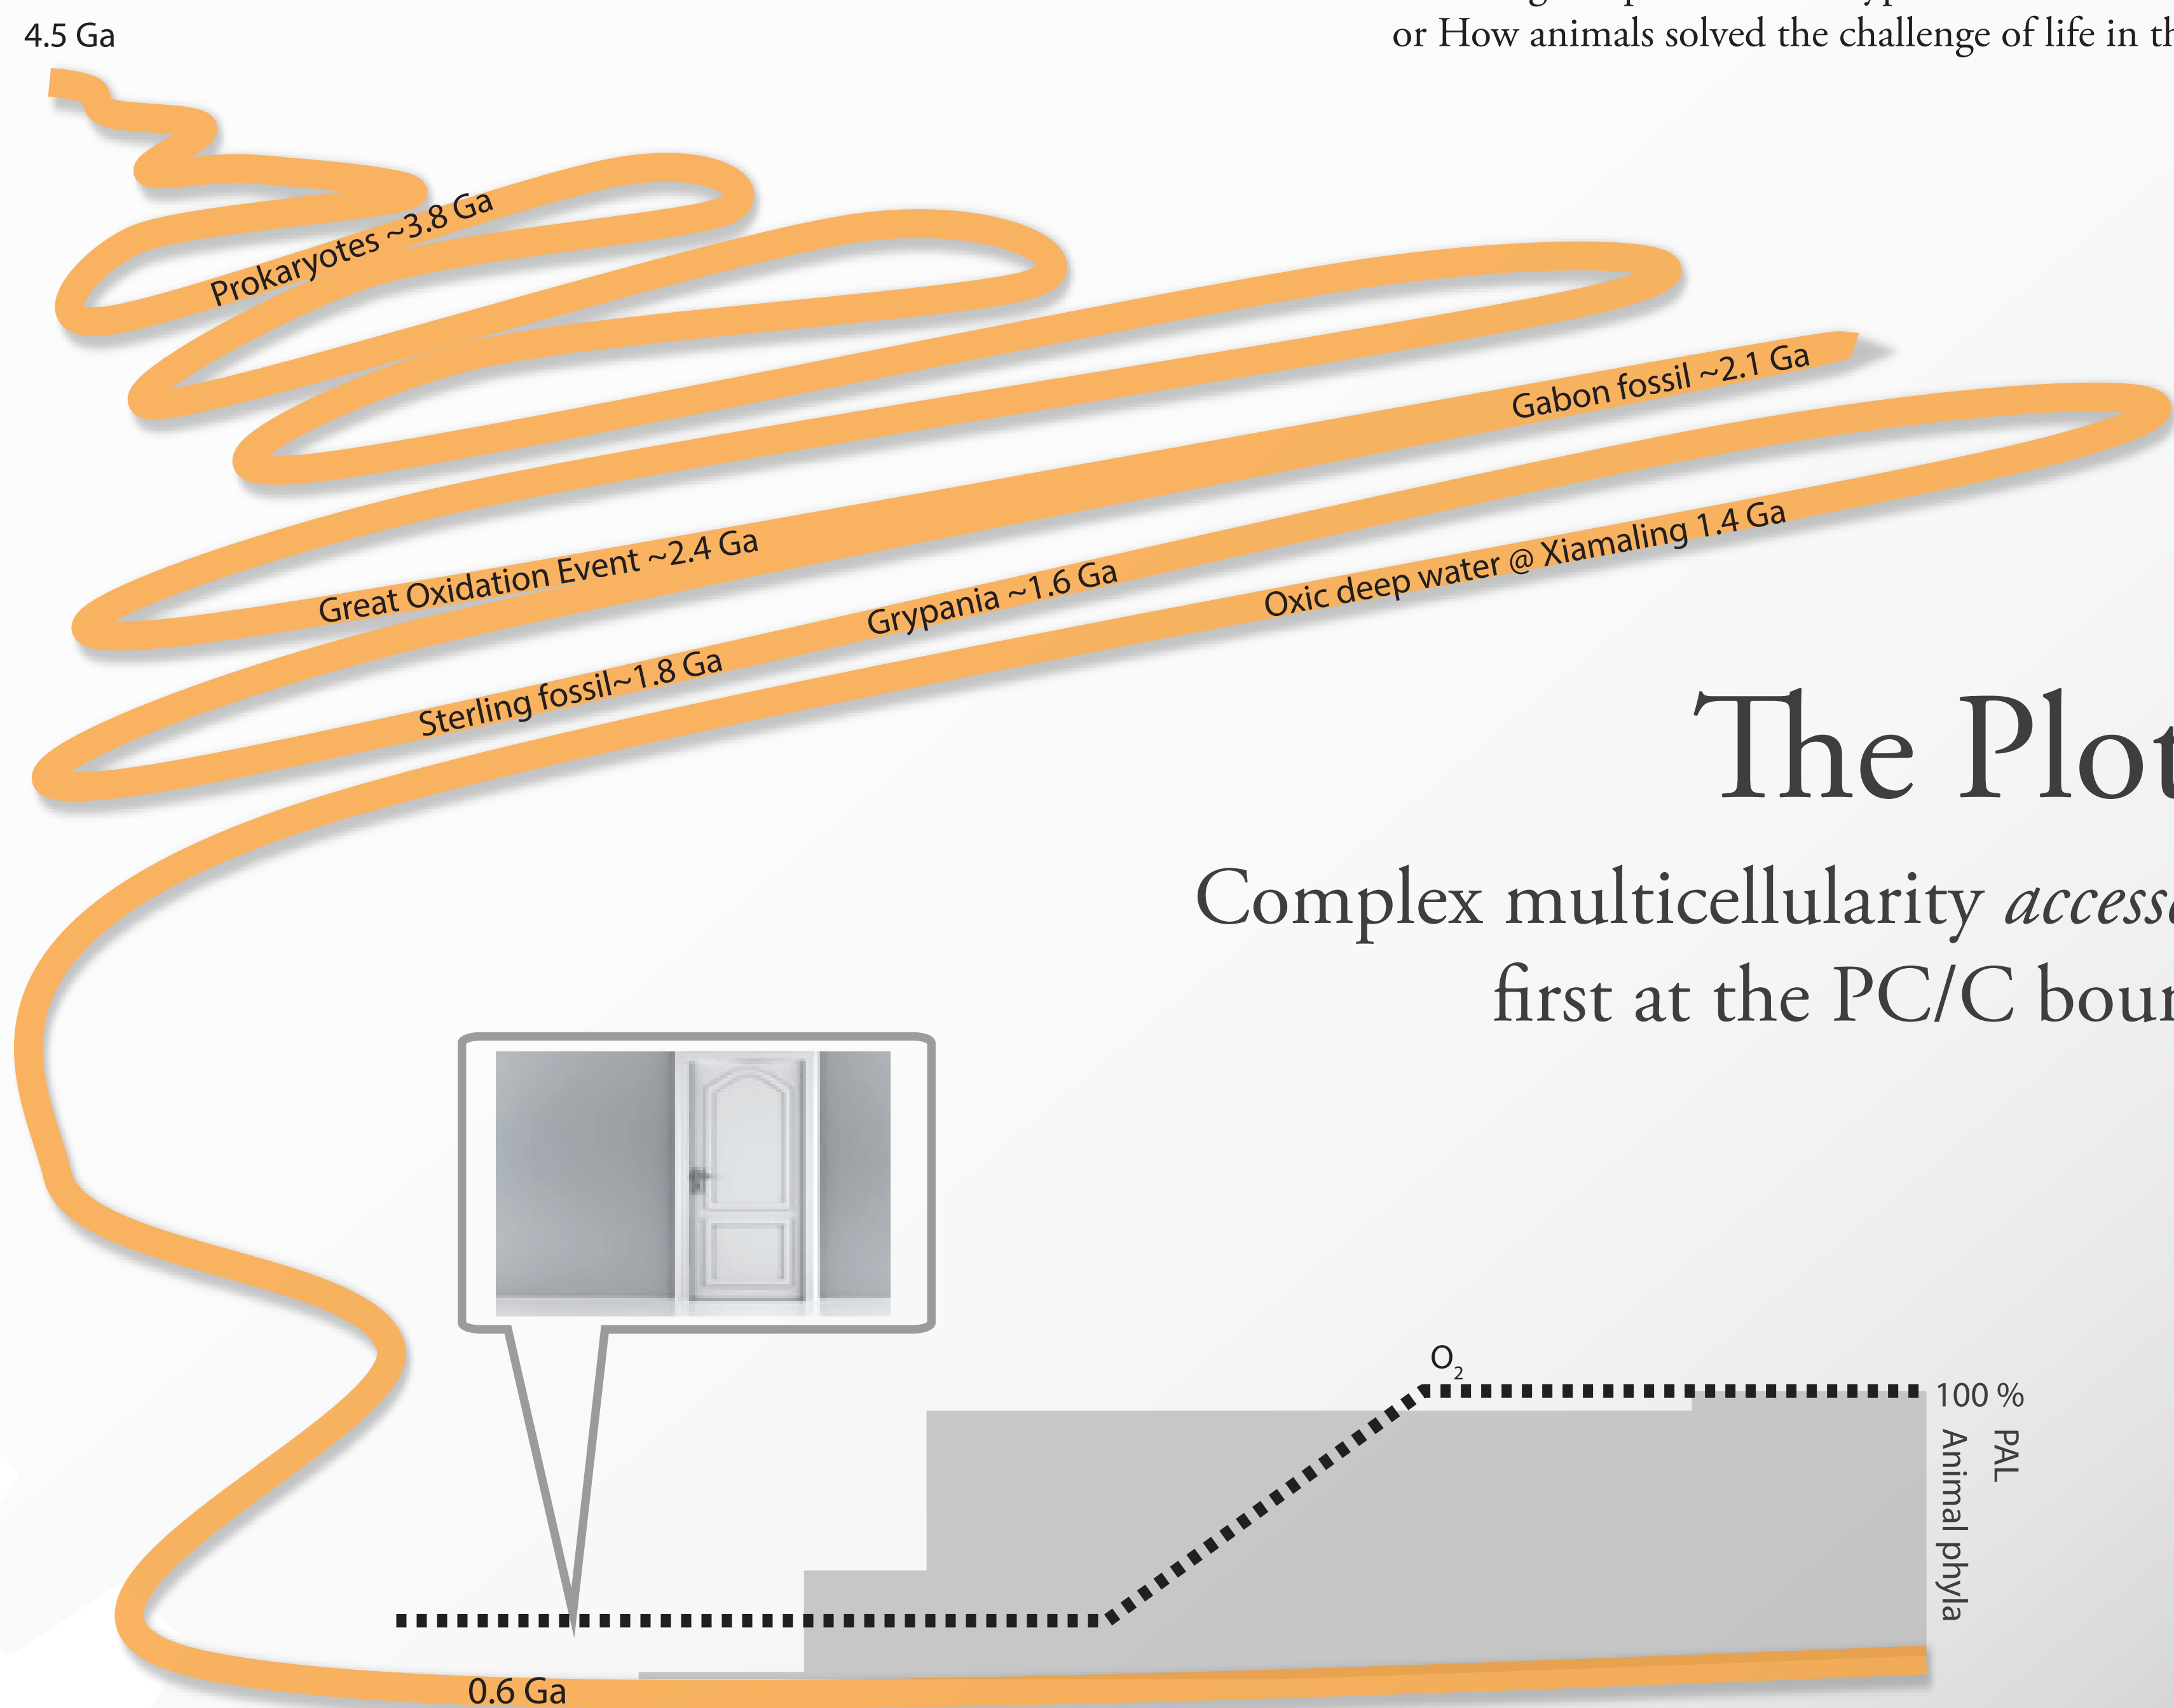 4.5 Ga
or How animals solved the challenge of life in
Prokaryotes ~3.8 Ga
Gabon fossil ~2.1 Ga
Great Oxidation Event ~2.4 Ga
Oxic deep water @ Xiamaling 1.4 Ga
Grypania ~1.6 Ga
Sterling fossil~1.8 Ga
The Plot
Complex multicellularity
first at the PC/C
O2
100 %
PAL
Animal phyla
0.6 Ga